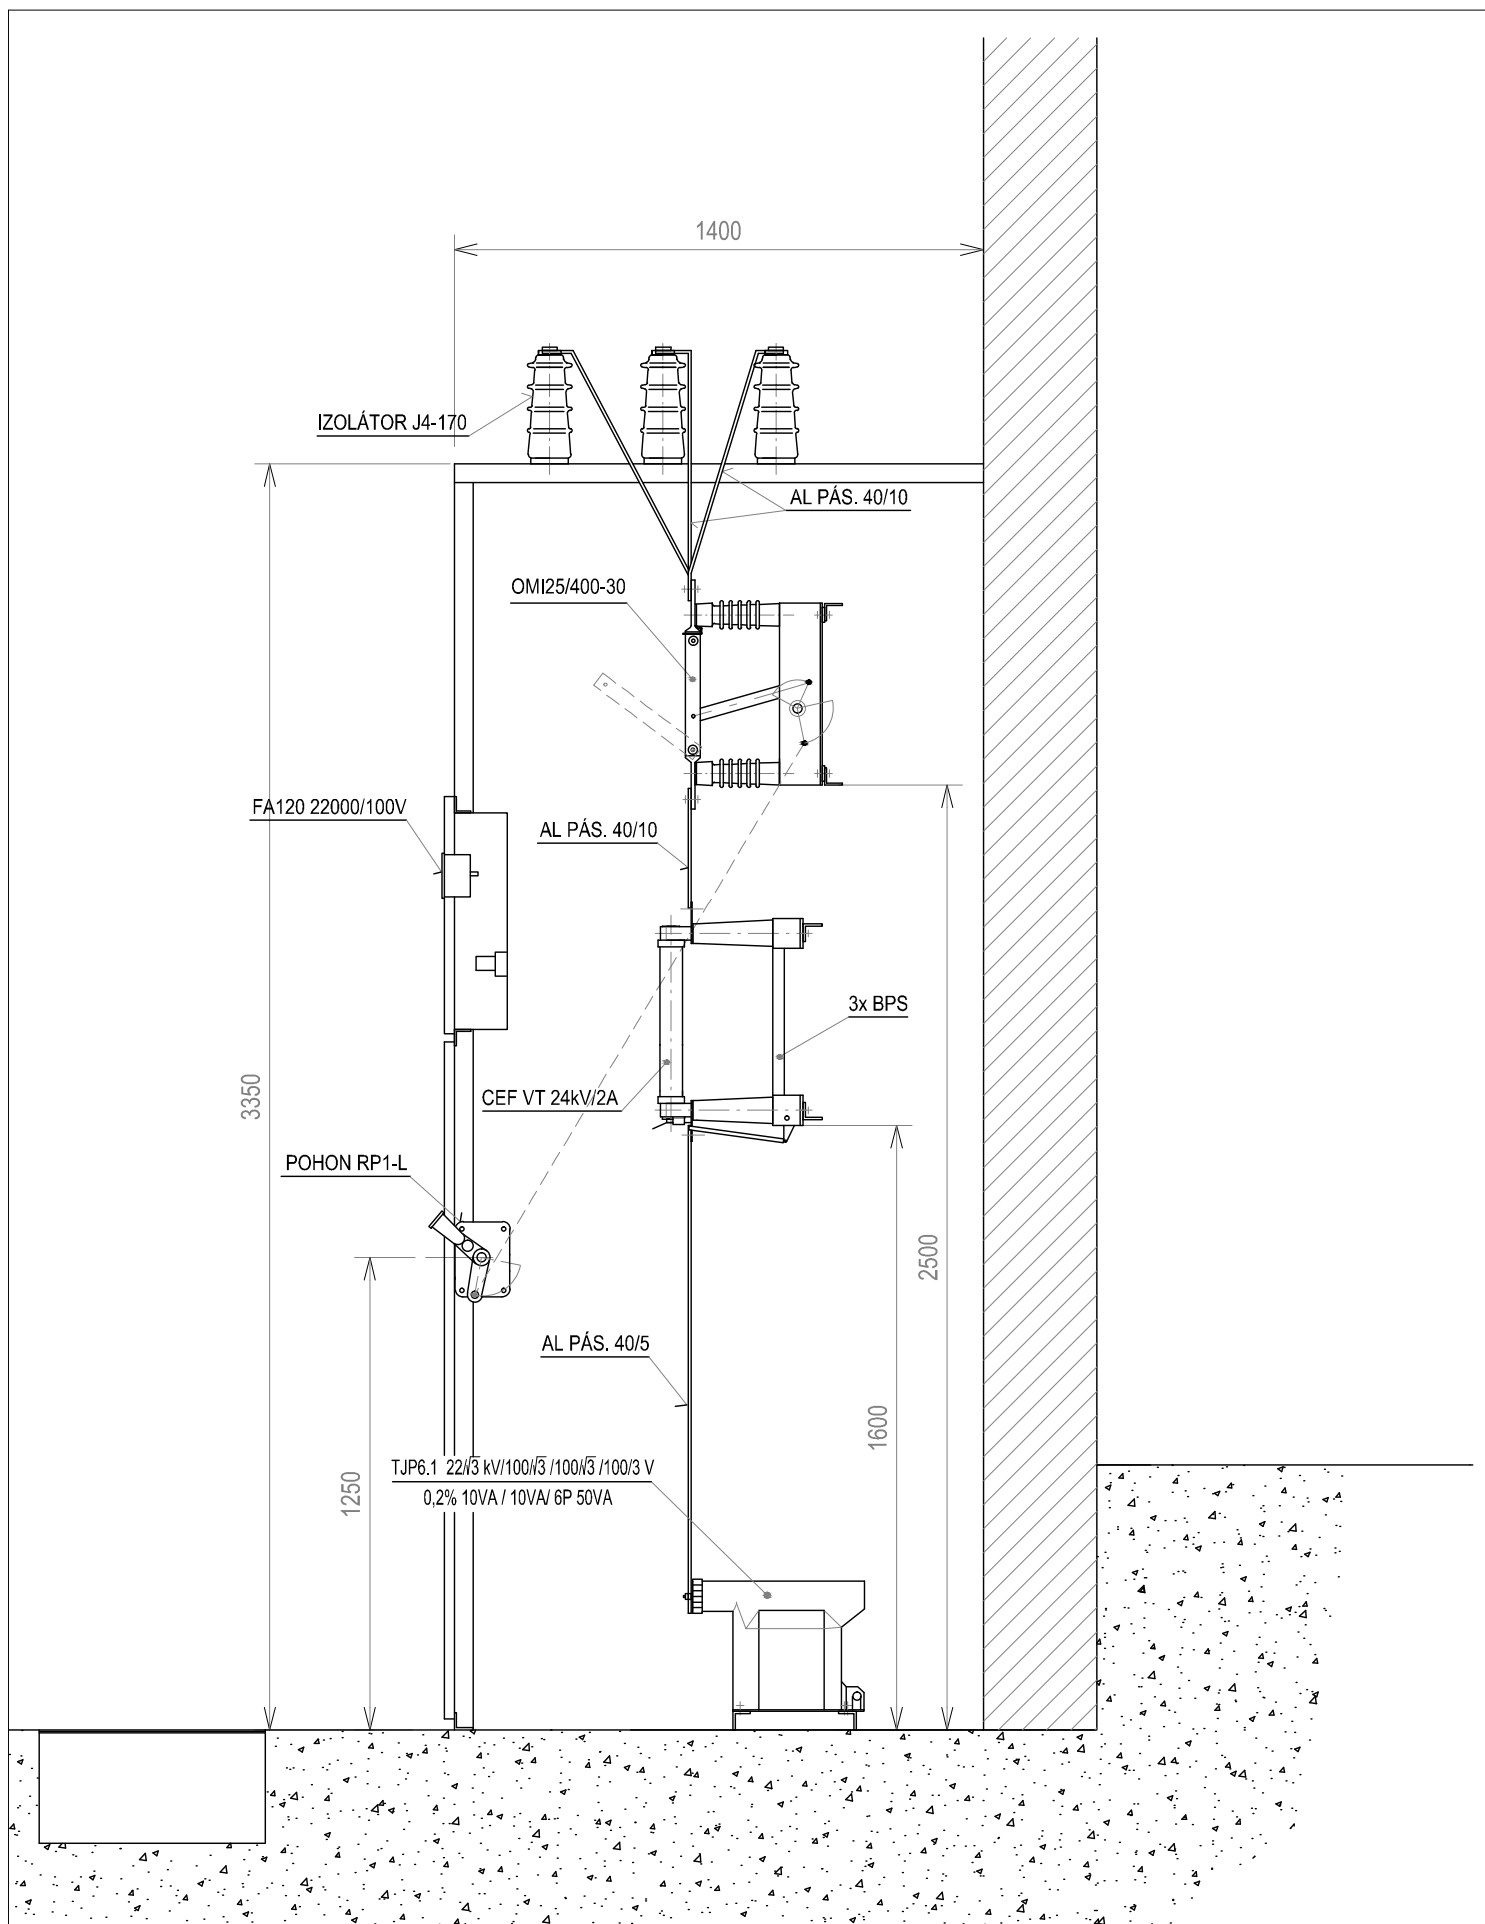 1400
IZOLÁTOR J4-170
AL PÁS. 40/10
OMI25/400-30
FA120 22000/100V
AL PÁS. 40/10
3x BPS
3350
CEF VT 24kV/2A
POHON RP1-L
2500
AL PÁS. 40/5
1600
TJP6.1 22/√3 kV/100/√3 /100/√3 /100/3 V
1250
0,2% 10VA / 10VA/ 6P 50VA